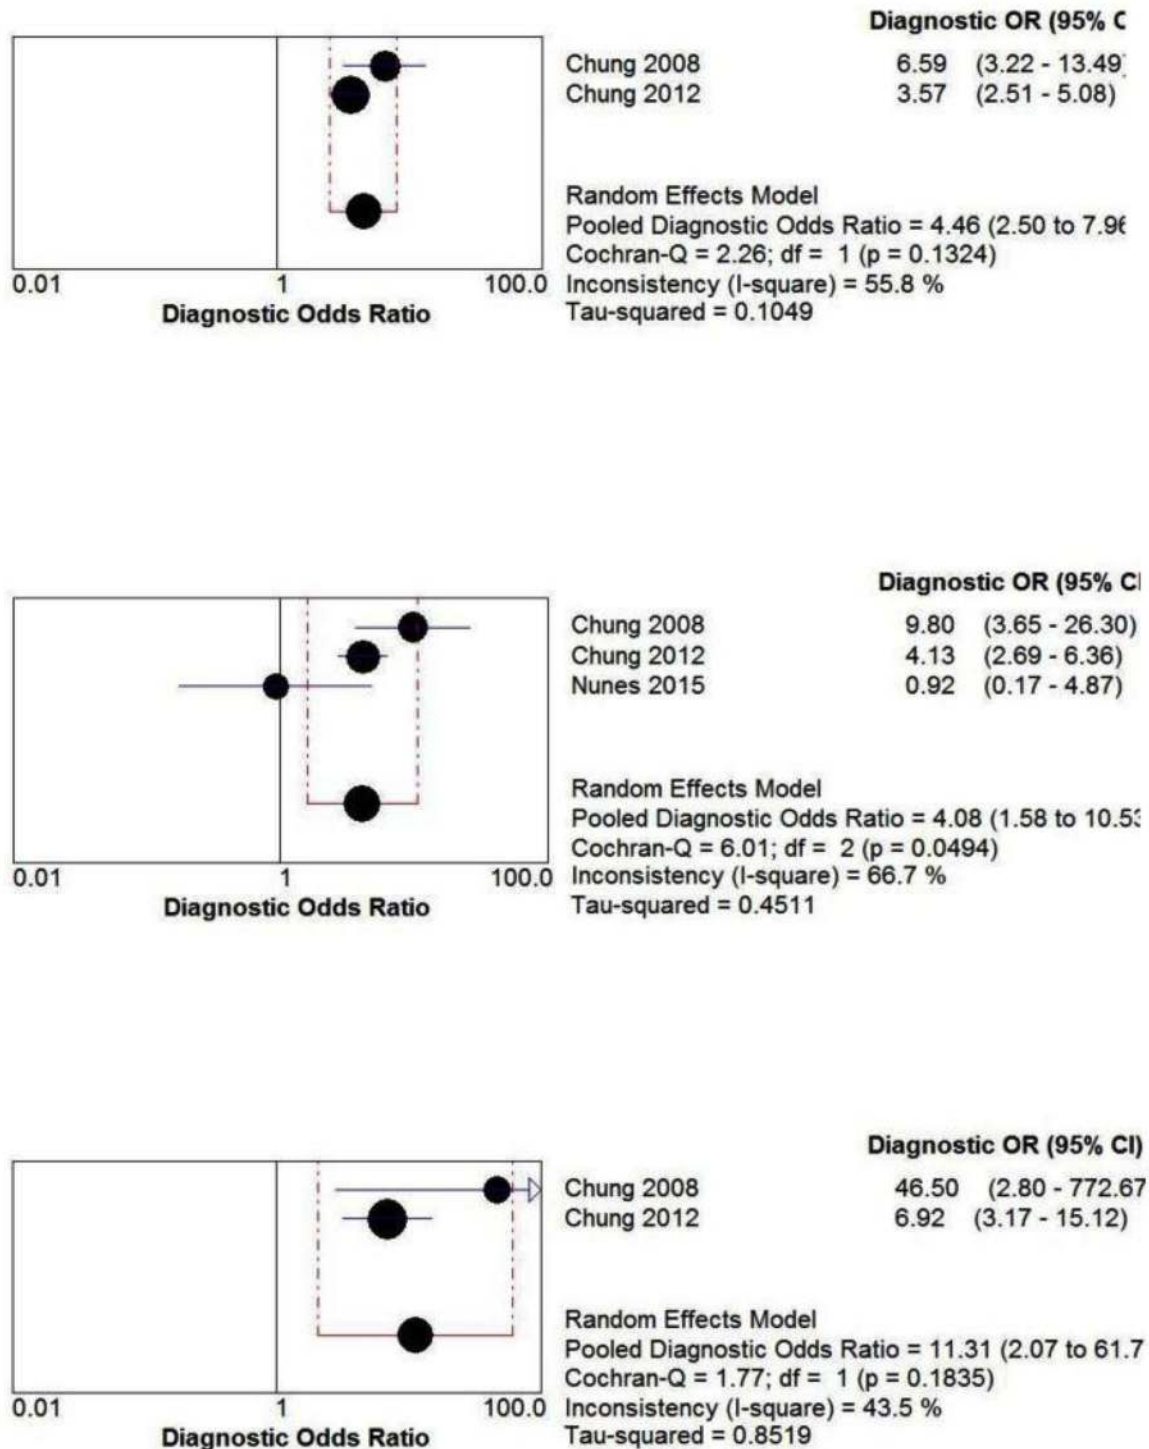 Diagnostic OR (95% C
Chung 2008 6.59 (3.22 - 13.49)
Chung 2012 3.57 (2.51 - 5.08)
Random Effects Model
Pooled Diagnostic Odds Ratio = 4.46 (2.50 to 7.96
Cochran-Q = 2.26; df = 1 (p = 0.1324)
Inconsistency (I-square) = 55.8 %
Tau-squared = 0.1049
0.01 1 100.0
Diagnostic Odds Ratio
Diagnostic OR (95% CI
Chung 2008 9.80 (3.65 - 26.30)
Chung 2012 4.13 (2.69 - 6.36)
Nunes 2015 0.92 (0.17 - 4.87)
Random Effects Model
Pooled Diagnostic Odds Ratio = 4.08 (1.58 to 10.53
Cochran-Q = 6.01; df = 2 (p = 0.0494)
Inconsistency (I-square) = 66.7 %
Tau-squared = 0.4511
0.01 1 100.0
Diagnostic Odds Ratio
Diagnostic OR (95% CI)
Chung 2008 46.50 (2.80 - 772.67
Chung 2012 6.92 (3.17 - 15.12)
Random Effects Model
Pooled Diagnostic Odds Ratio = 11.31 (2.07 to 61.7
Cochran-Q = 1.77; df = 1 (p = 0.1835)
Inconsistency (I-square) = 43.5 %
Tau-squared = 0.8519
0.01 1 100.0
Diagnostic Odds Ratio